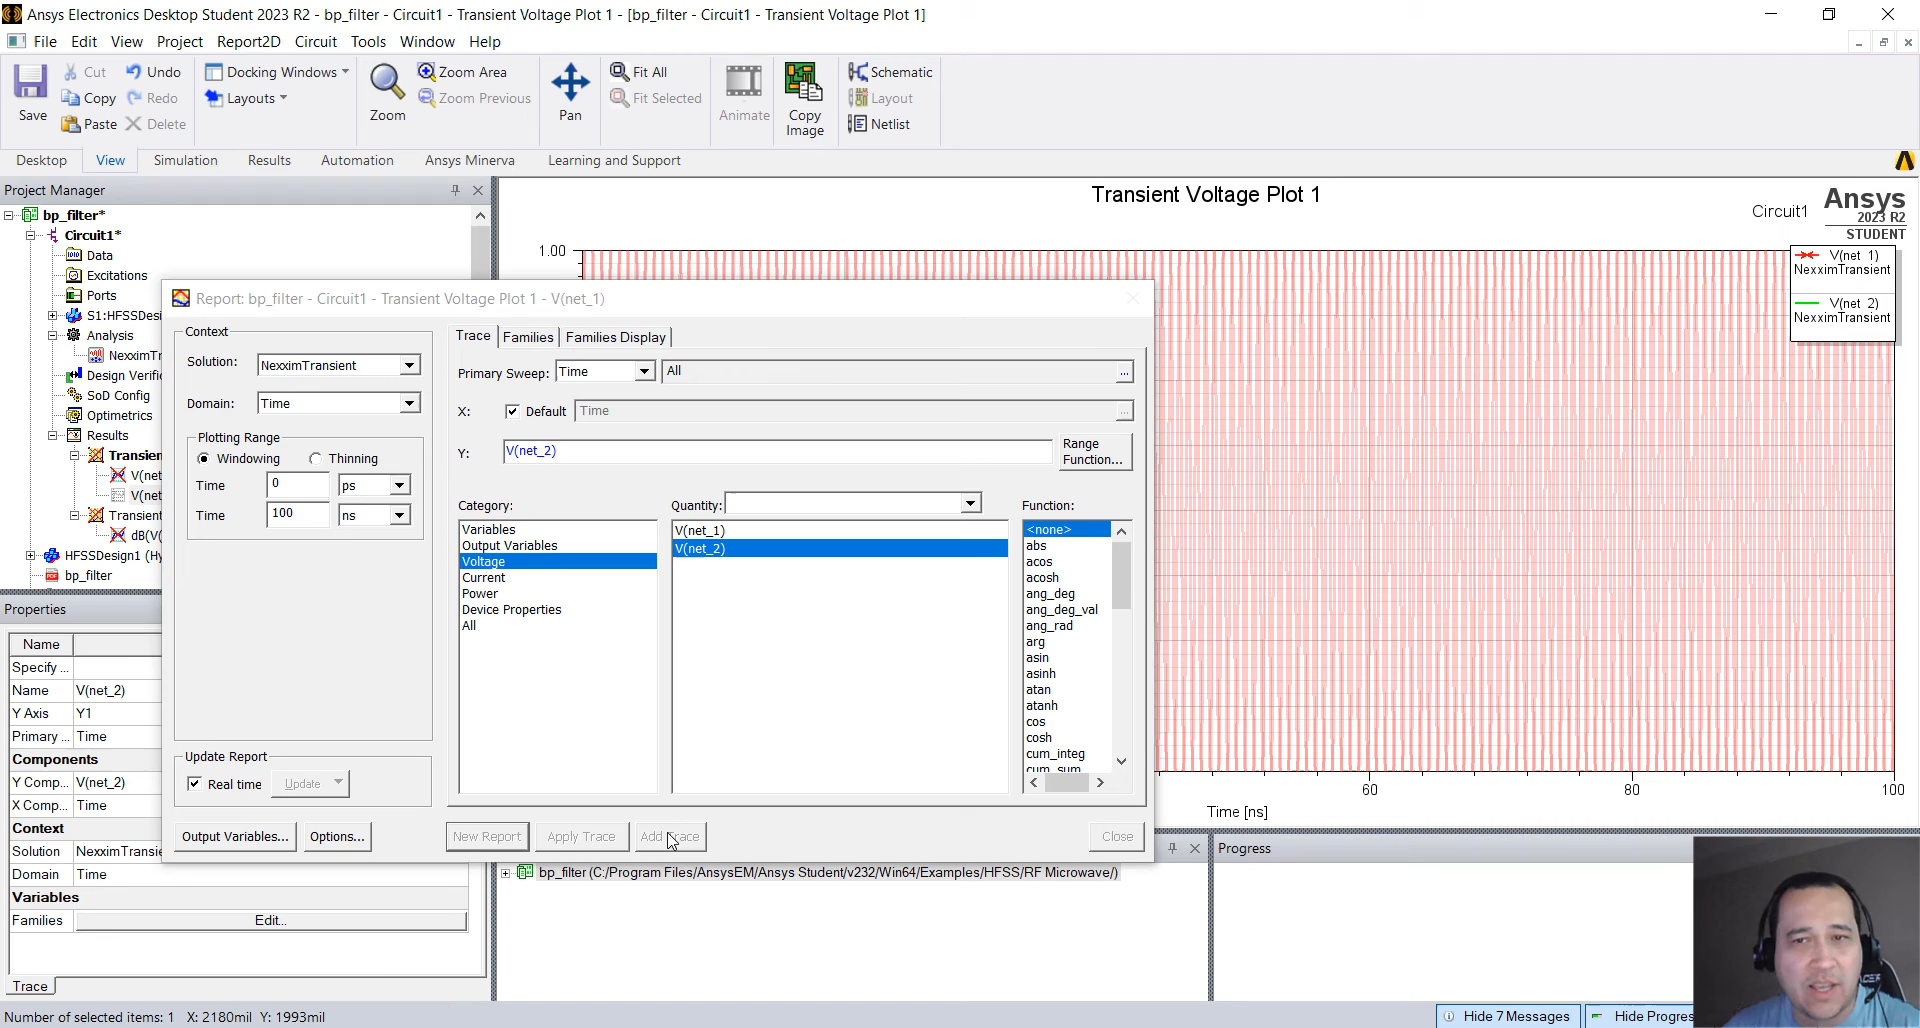 Ansys Electronics Desktop Student 2023 R2 - bp_filter - Circuit1 - Transient Voltage Plot 1 - [bp_filter - Circuit1 - Transient Voltage Plot 1]
File Edit View Project Report2D Circuit Tools Window Help
Save
Cut Undo
Copy Redo
Paste Delete
Docking Windows
Layouts
Zoom
Zoom Area
Zoom Previous
Pan
Fit All
Fit Selected
Animate
Copy Image
Schematic
Layout
Netlist
Desktop View Simulation Results Automation Ansys Minerva Learning and Support
Project Manager
bp_filter*
Circuit1*
Data
Excitations
Ports
S1:HFSSDesi
Analysis
NexximTr
Design Verific
SoD Config
Optimetrics
Results
Transien
V(net
V(net
Transient
dB(V(
HFSSDesign1 (Hy
bp_filter
Properties
Name
Specify ...
Name V(net_2)
Y Axis Y1
Primary ... Time
Components
Y Comp... V(net_2)
X Comp... Time
Context
Solution NexximTransie
Domain Time
Variables
Families Edit...
Trace
Transient Voltage Plot 1
Circuit1
Ansys
2023 R2
STUDENT
V(net_1)
NexximTransient
V(net_2)
NexximTransient
1.00
60 80 100
Time [ns]
Report: bp_filter - Circuit1 - Transient Voltage Plot 1 - V(net_1)
Context
Solution: NexximTransient
Domain: Time
Plotting Range
Windowing Thinning
Time 0 ps
Time 100 ns
Update Report
Real time Update
Output Variables... Options...
Trace Families Families Display
Primary Sweep: Time All ...
X: Default Time ...
Y: V(net_2) Range Function...
Category:
Variables
Output Variables
Voltage
Current
Power
Device Properties
All
Quantity:
V(net_1)
V(net_2)
Function:
<none>
abs
acos
acosh
ang_deg
ang_deg_val
ang_rad
arg
asin
asinh
atan
atanh
cos
cosh
cum_integ
cum_sum
New Report Apply Trace Add Trace Close
bp_filter (C:/Program Files/AnsysEM/Ansys Student/v232/Win64/Examples/HFSS/RF Microwave/)
Progress
Number of selected items: 1 X: 2180mil Y: 1993mil
Hide 7 Messages
Hide Progres